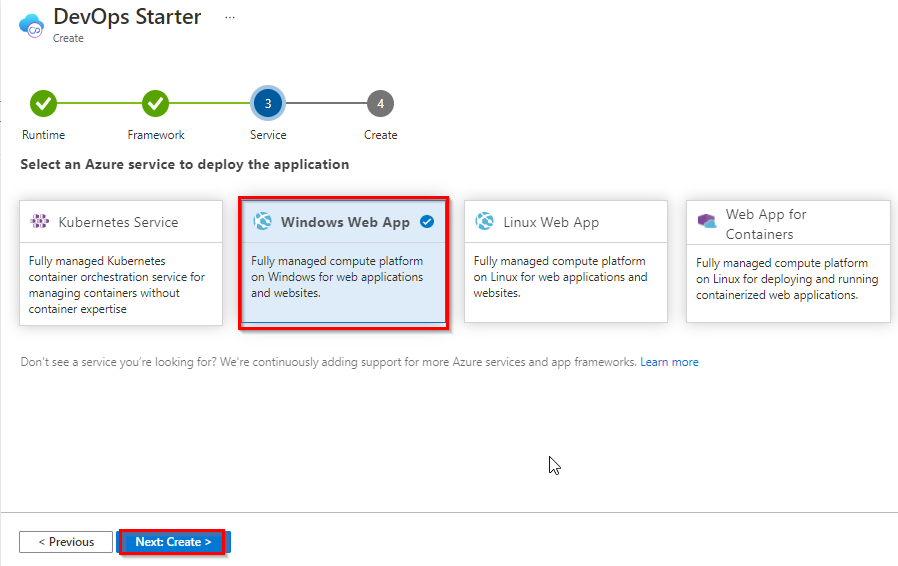 DevOps Starter ...
Create
3
4
Runtime
Framework
Service
Create
Select an Azure service to deploy the application
Kubernetes Service
Fully managed Kubernetes
container orchestration service for
managing containers without
container expertise
Windows Web App
Fully managed compute platform
on Windows for web applications
and websites.
Linux Web App
Fully managed compute platform
on Linux for web applications and
websites.
Web App for
Containers
Fully managed compute platform
on Linux for deploying and running
containerized web applications.
Don't see a service you're looking for? We're continuously adding support for more Azure services and app frameworks. Learn more
< Previous
Next: Create >